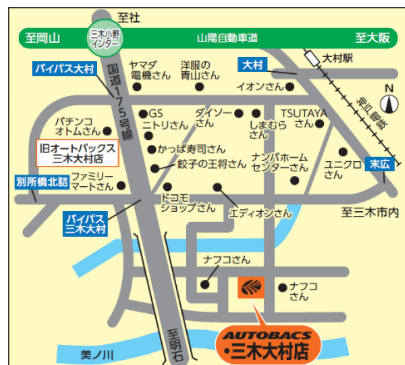 至社
至岡山
三木小野
インター
山陽自動車道
至大阪
大村駅
バイパス大村
国道175号線
ヤマダ
電機さん
洋服の
青山さん
大村
イオンさん
N
神戸電鉄
パチンコ
オトムさん
GS
ニトリさん
ダイソー
さん
しまむら
さん
TSUTAYA
さん
旧オートバックス
三木大村店
かっぱ寿司さん
餃子の王将さん
ナンバホーム
センターさん
ユニクロ
さん
末広
別所橋北詰
ファミリー
マートさん
ドコモ
ショップさん
エディオンさん
至三木市内
バイパス
三木大村
ナフコさん
ナフコ
さん
AUTOBACS
・三木大村店
至明石
美ノ川